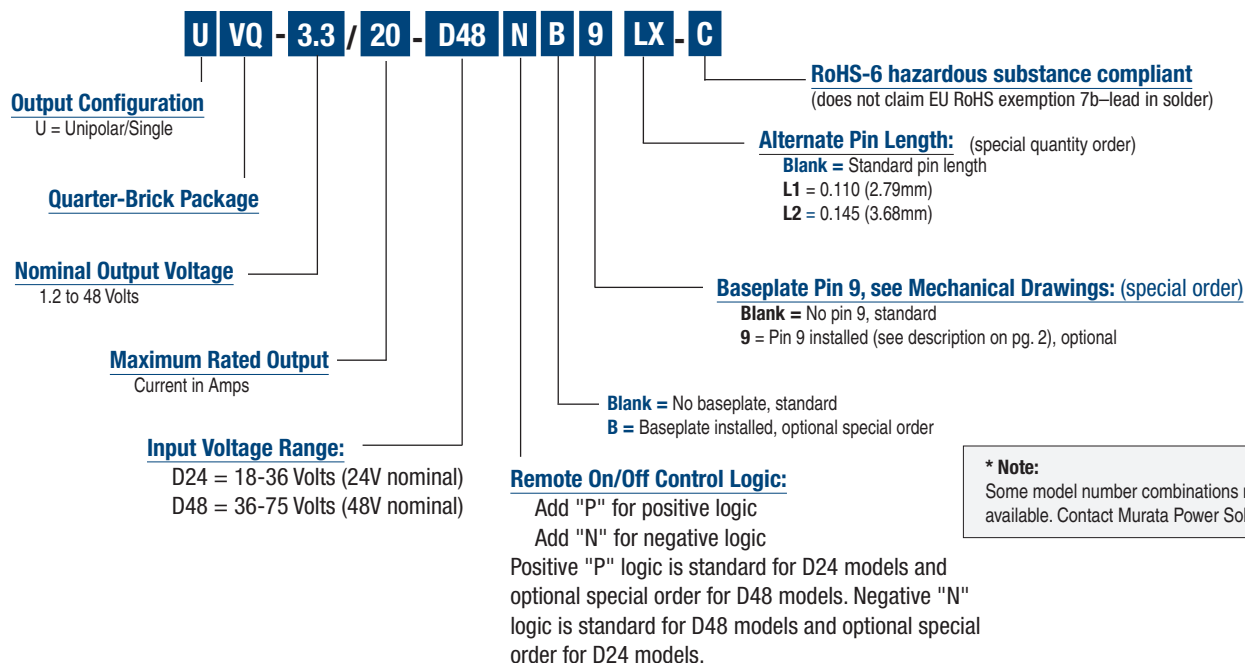 U VQ - 3.3 / 20 - D48 N B 9 LX - C
RoHS-6 hazardous substance compliant
(does not claim EU RoHS exemption 7b–lead in solder)
Output Configuration
U = Unipolar/Single
Alternate Pin Length: (special quantity order)
Blank = Standard pin length
L1 = 0.110 (2.79mm)
L2 = 0.145 (3.68mm)
Quarter-Brick Package
Nominal Output Voltage
1.2 to 48 Volts
Baseplate Pin 9, see Mechanical Drawings: (special order)
Blank = No pin 9, standard
9 = Pin 9 installed (see description on pg. 2), optional
Maximum Rated Output
Current in Amps
Blank = No baseplate, standard
B = Baseplate installed, optional special order
Input Voltage Range:
D24 = 18-36 Volts (24V nominal)
D48 = 36-75 Volts (48V nominal)
Remote On/Off Control Logic:
Add "P" for positive logic
Add "N" for negative logic
Positive "P" logic is standard for D24 models and
optional special order for D48 models. Negative "N"
logic is standard for D48 models and optional special
order for D24 models.
* Note:
Some model number combinations
available. Contact Murata Power